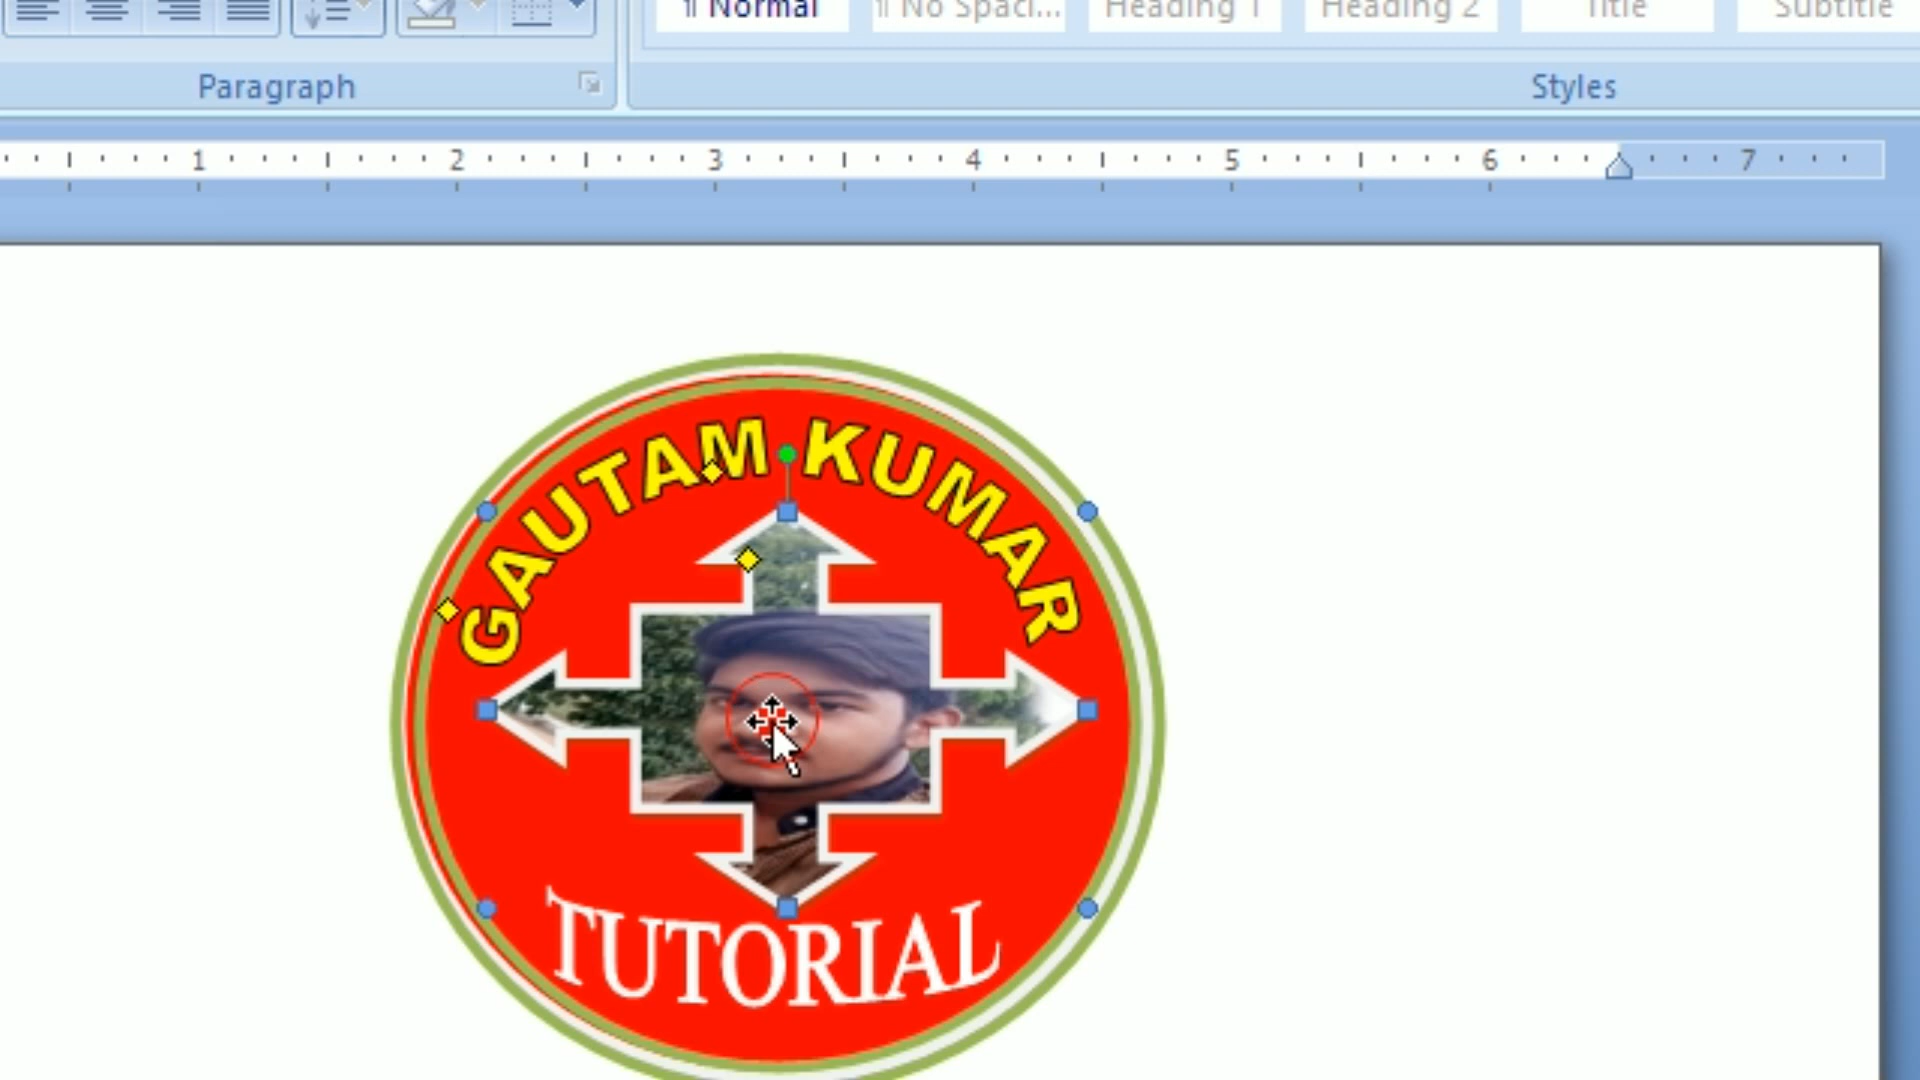 ¶ Normal
¶ No Spaci...
Heading 1
Heading 2
Title
Subtitle
Paragraph
Styles
1 2 3 4 5 6 7
GAUTAM KUMAR
TUTORIAL